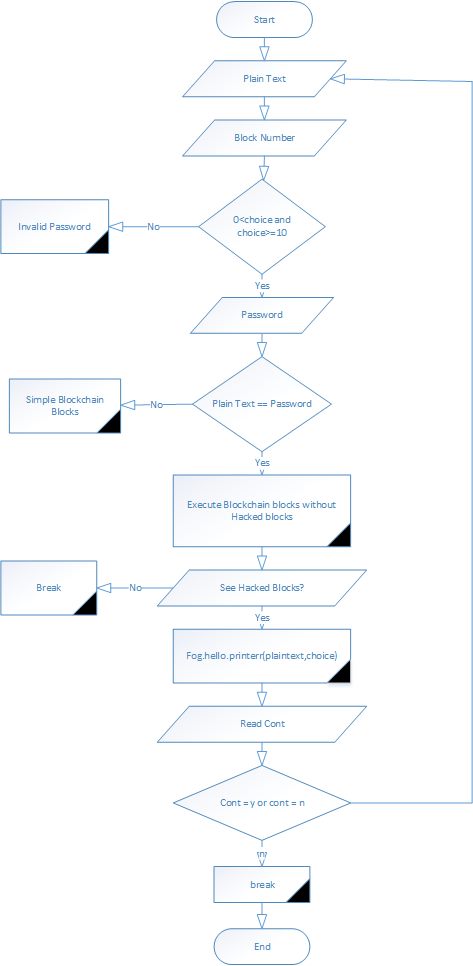 Start
Plain Text
Block Number
0<choice and
choice>=10
No
Invalid Password
Yes
Password
Plain Text == Password
No
Simple Blockchain
Blocks
Yes
Execute Blockchain blocks without
Hacked blocks
See Hacked Blocks?
No
Break
Yes
Fog.hello.printerr(plaintext,choice)
Read Cont
Cont = y or cont = n
'n'
break
End